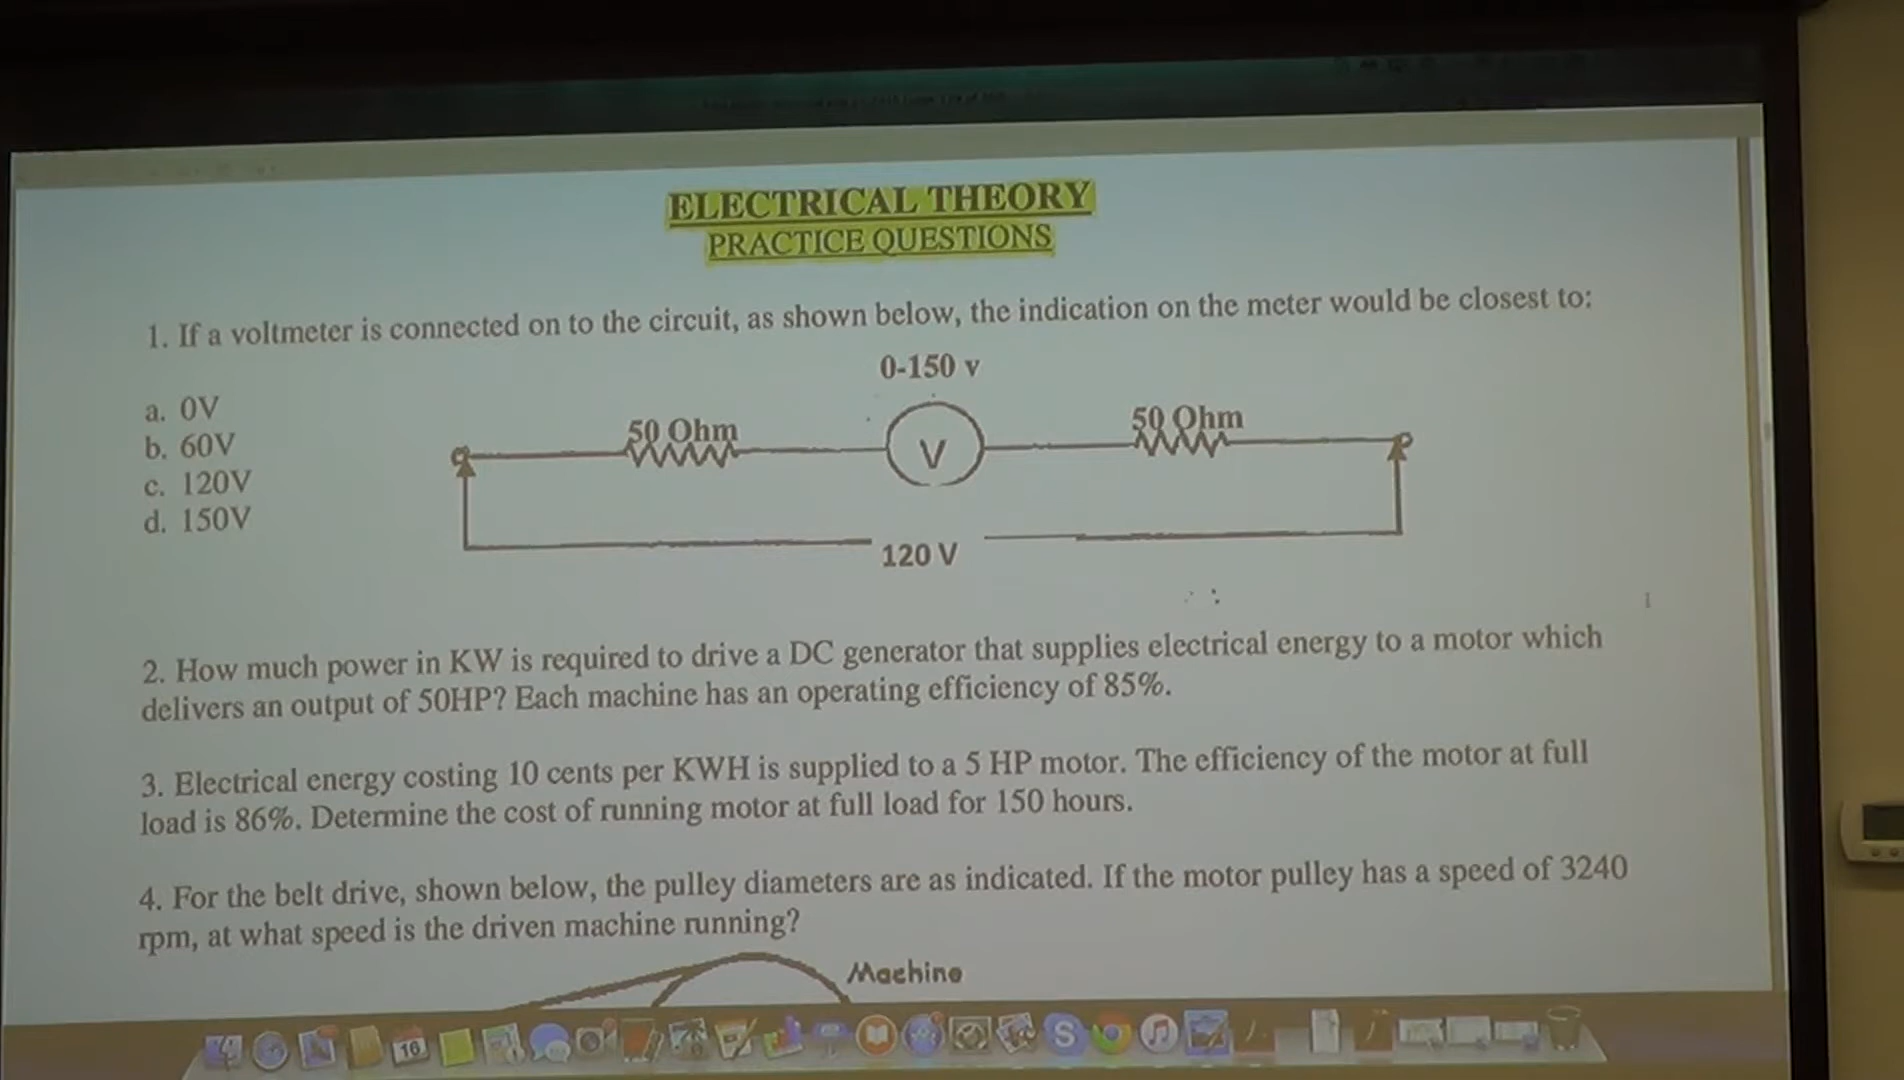 ELECTRICAL THEORY
PRACTICE QUESTIONS
1. If a voltmeter is connected on to the circuit, as shown below, the indication on the meter would be closest to:
0-150 v
a. 0V
b. 60V
c. 120V
d. 150V
50 Ohm
V
50 Ohm
120 V
2. How much power in KW is required to drive a DC generator that supplies electrical energy to a motor which
delivers an output of 50HP? Each machine has an operating efficiency of 85%.
3. Electrical energy costing 10 cents per KWH is supplied to a 5 HP motor. The efficiency of the motor at full
load is 86%. Determine the cost of running motor at full load for 150 hours.
4. For the belt drive, shown below, the pulley diameters are as indicated. If the motor pulley has a speed of 3240
rpm, at what speed is the driven machine running?
Machine
16
S